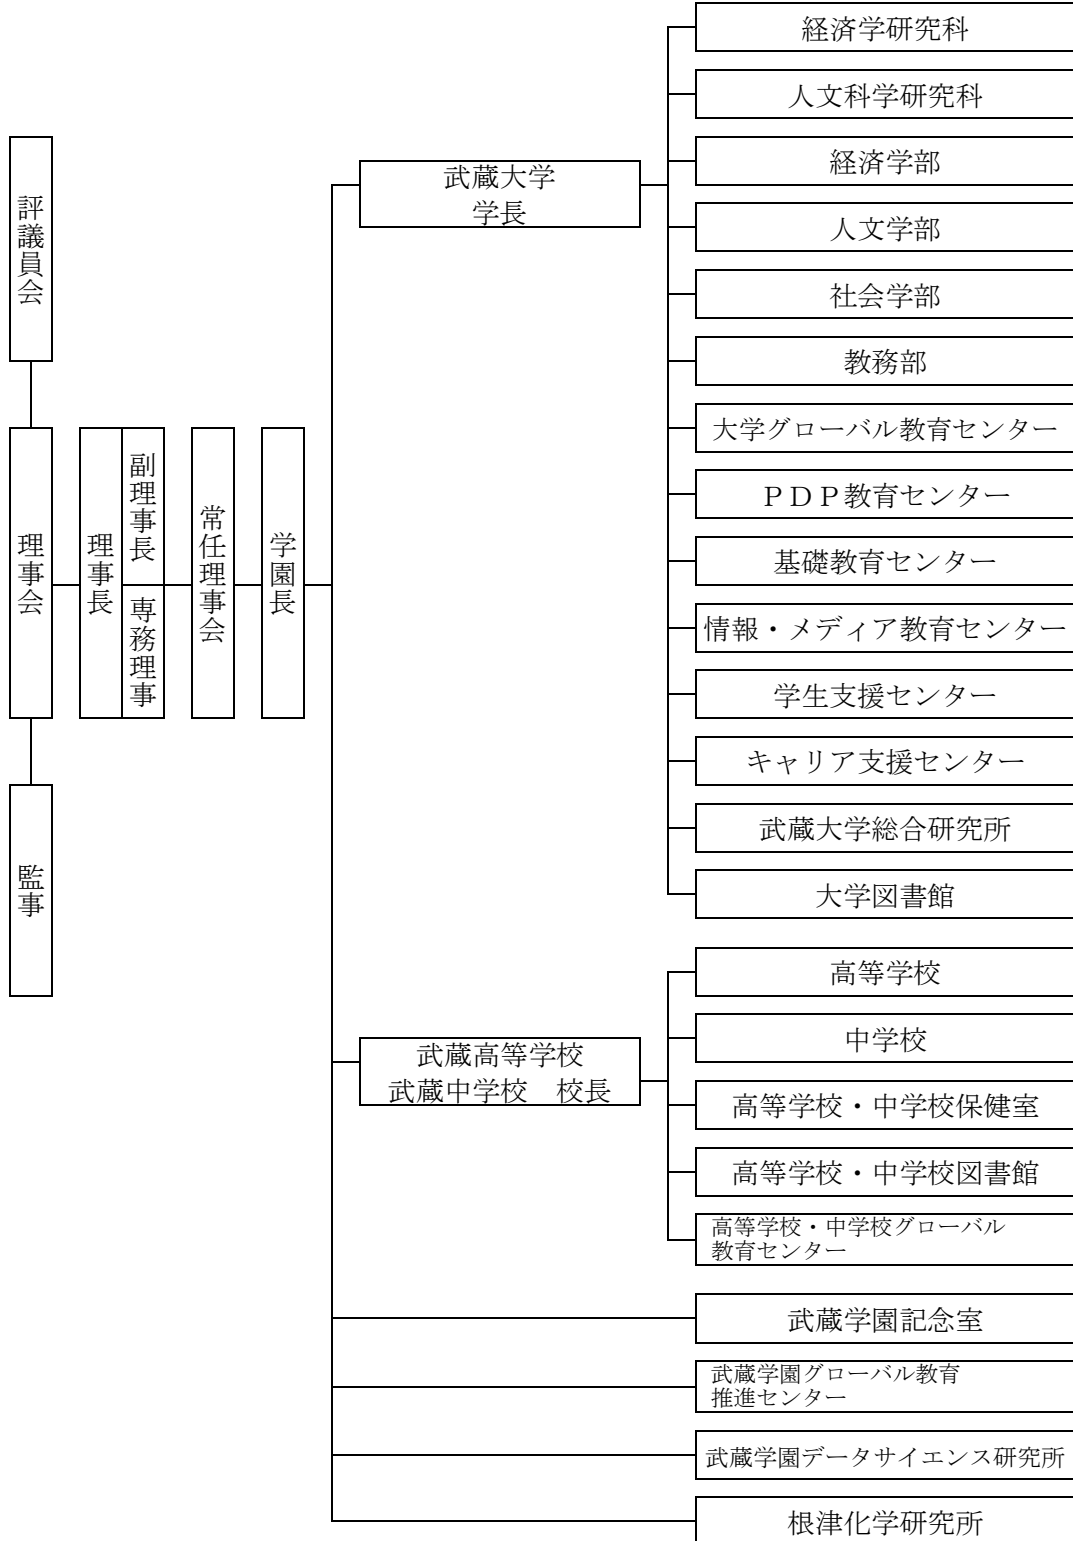 評議員会
理事会
監事
理事長
副理事長
専務理事
常任理事会
学園長
武蔵大学
学長
経済学研究科
人文科学研究科
経済学部
人文学部
社会学部
教務部
大学グローバル教育センター
ＰＤＰ教育センター
基礎教育センター
情報・メディア教育センター
学生支援センター
キャリア支援センター
武蔵大学総合研究所
大学図書館
武蔵高等学校
武蔵中学校　校長
高等学校
中学校
高等学校・中学校保健室
高等学校・中学校図書館
高等学校・中学校グローバル
教育センター
武蔵学園記念室
武蔵学園グローバル教育
推進センター
武蔵学園データサイエンス研究所
根津化学研究所